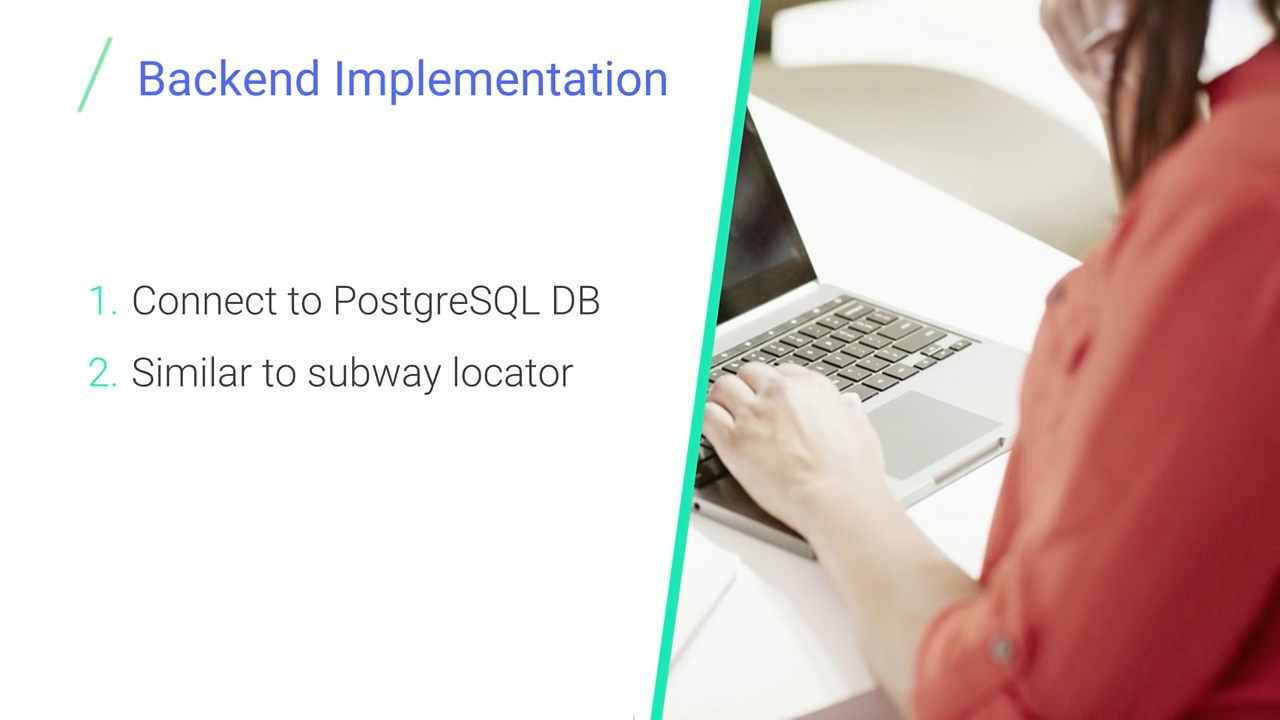 Backend Implementation
1. Connect to PostgreSQL DB
2. Similar to subway locator